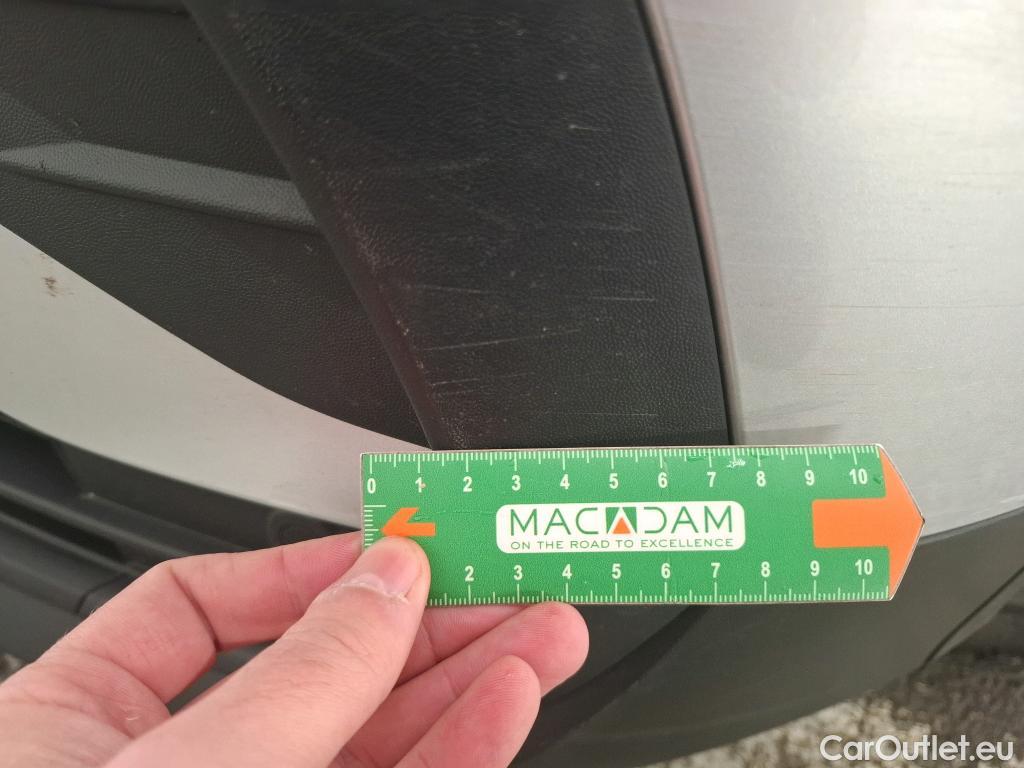 0 1 2 3 4 5 6 7 8 9 10
MACADAM
ON THE ROAD TO EXCELLENCE
2 3 4 5 6 7 8 9 10
CarOutlet.eu